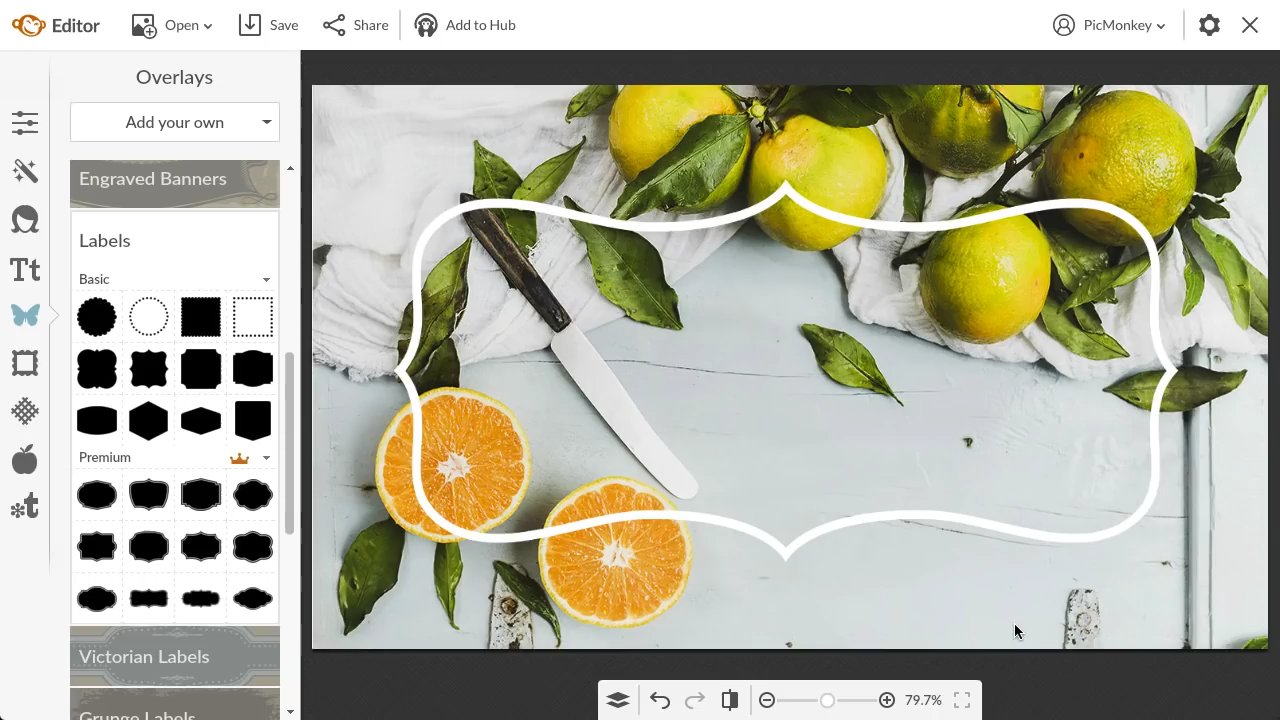 Editor
Open
Save
Share
Add to Hub
PicMonkey
Overlays
Add your own
Engraved Banners
Labels
Basic
Premium
Victorian Labels
Grunge Labels
Tt
t
79.7%